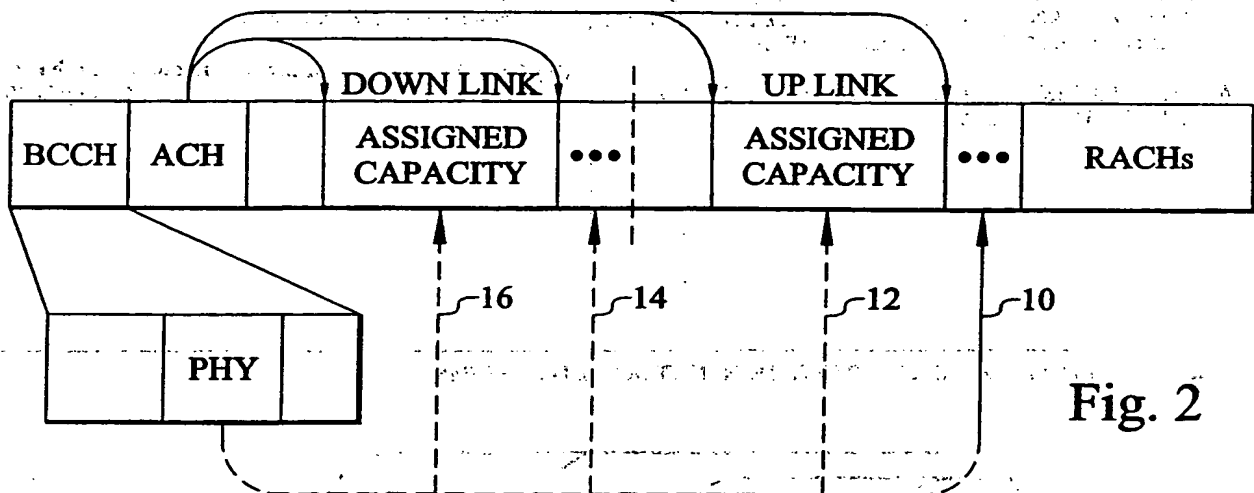 DOWN LINK
UP LINK
BCCH
ACH
ASSIGNED
CAPACITY
•••
ASSIGNED
CAPACITY
•••
RACHs
16
14
12
10
PHY
Fig. 2